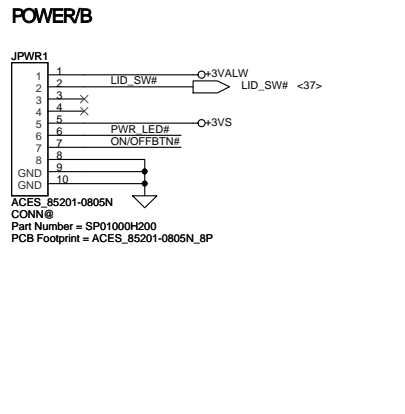 POWER/B
JPWR1
1 1 +3VALW
2 2 LID_SW# LID_SW# <37>
3 3
4 4
5 5 +3VS
6 6 PWR_LED#
7 7 ON/OFFBTN#
8 8
GND 9
GND 10
ACES_85201-0805N
CONN@
Part Number = SP01000H200
PCB Footprint = ACES_85201-0805N_8P